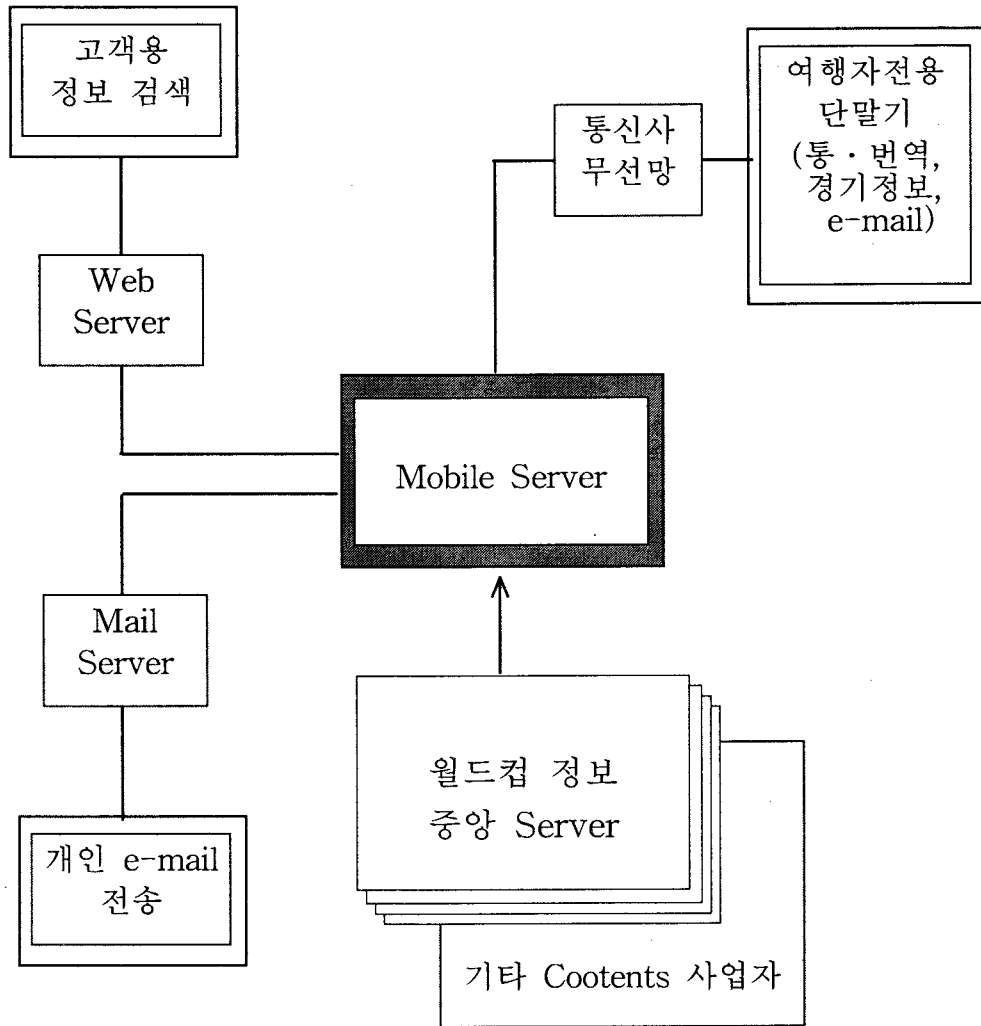 고객용
정보 검색
여행자전용
단말기
(통·번역,
경기정보,
e-mail)
통신사
무선망
Web
Server
Mobile Server
Mail
Server
월드컵 정보
중앙 Server
개인 e-mail
전송
기타 Cootents 사업자